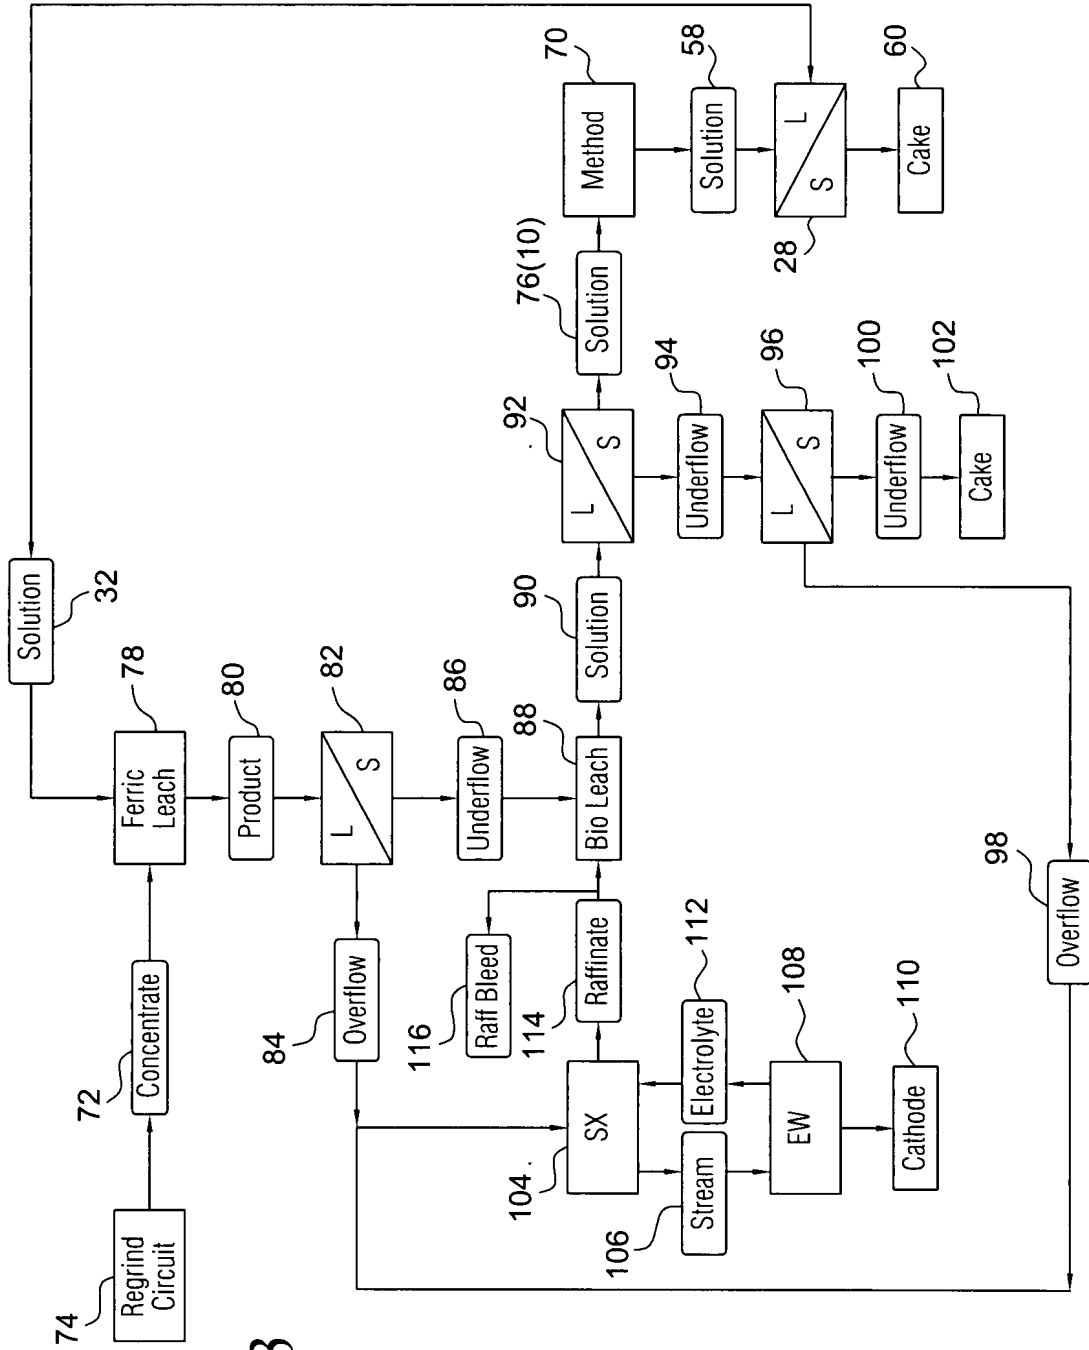 74
Regrind
Circuit
72
Concentrate
Ferric
Leach
78
Solution
32
Product
80
L
S
82
Overflow
84
Underflow
86
Raff Bleed
116
Raffinate
114
Bio Leach
88
Solution
90
L
S
92
Solution
76(10)
Method
70
SX
104
Stream
106
Electrolyte
112
EW
108
Cathode
110
Underflow
94
L
S
96
Underflow
100
Cake
102
Solution
58
L
S
28
Cake
60
Overflow
98
3